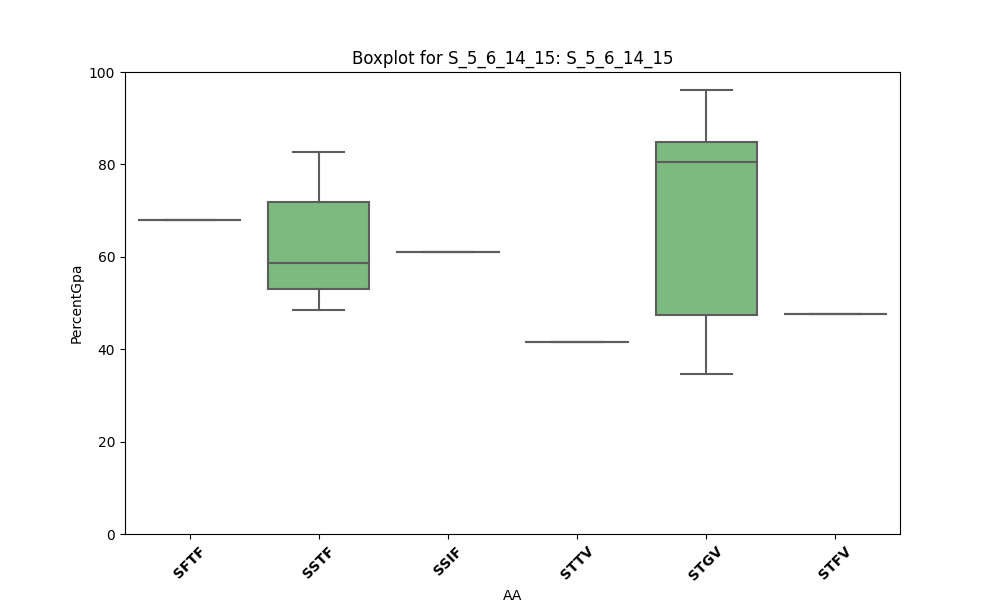 Boxplot for S_5_6_14_15: S_5_6_14_15
100
80
60
40
20
0
PercentGpa
SFTF
SSTF
SSIF
STTV
STGV
STFV
AA